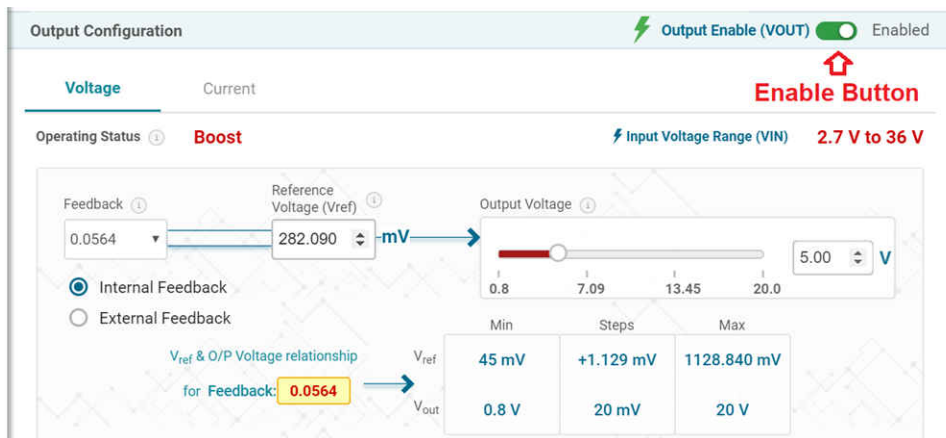 Output Configuration Output Enable (VOUT) Enabled
Enable Button
Voltage Current
Operating Status Boost Input Voltage Range (VIN) 2.7 V to 36 V
Feedback
Reference
Voltage (Vref)
Output Voltage
0.0564 282.090 mV
5.00 V
0.8 7.09 13.45 20.0
Internal Feedback
External Feedback
Min Steps Max
Vref & O/P Voltage relationship
for Feedback: 0.0564
Vref 45 mV +1.129 mV 1128.840 mV
Vout 0.8 V 20 mV 20 V